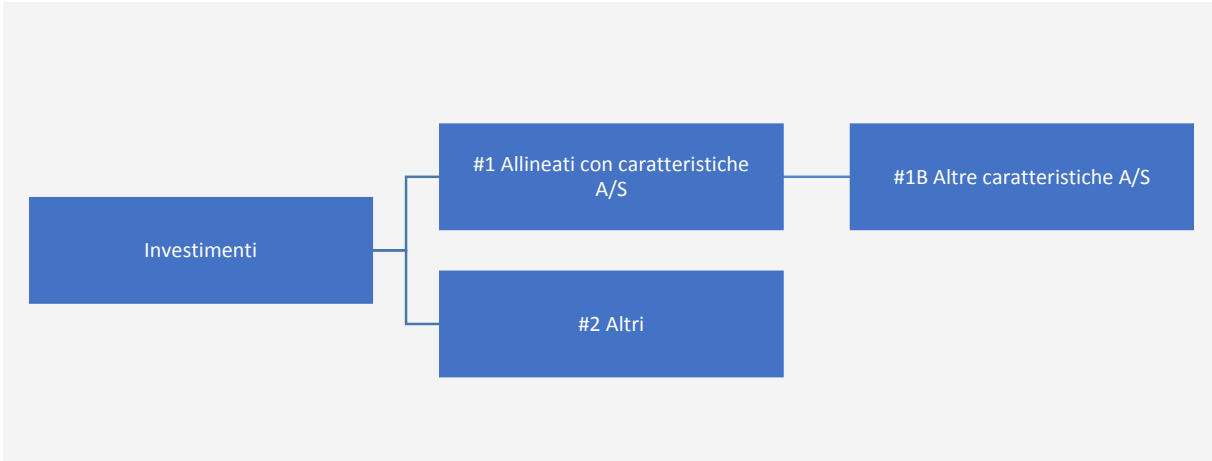 Investimenti
#1 Allineati con caratteristiche
A/S
#1B Altre caratteristiche A/S
#2 Altri